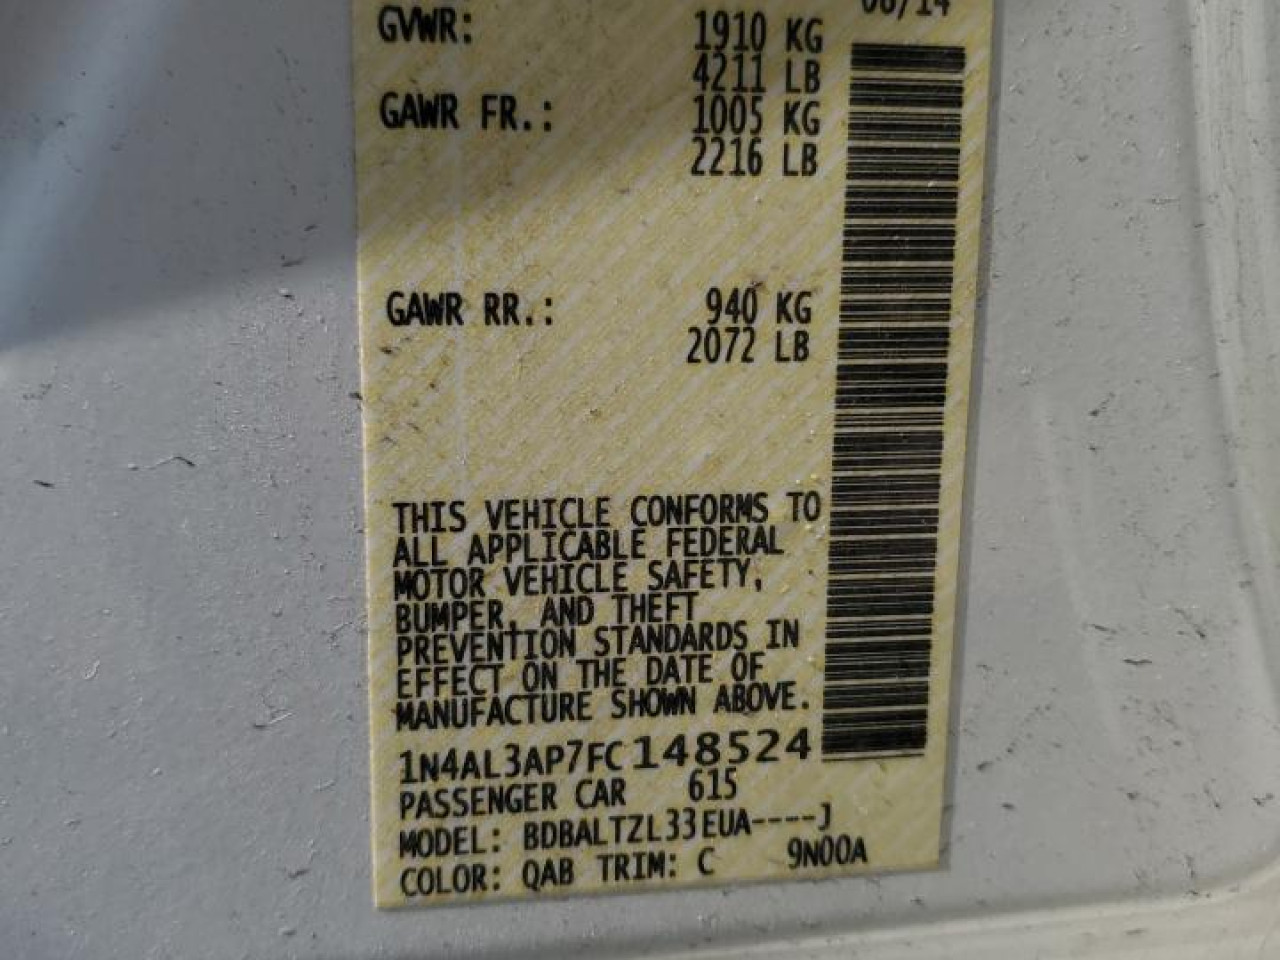 06/14
GVWR: 1910 KG
4211 LB
GAWR FR.: 1005 KG
2216 LB
GAWR RR.: 940 KG
2072 LB
THIS VEHICLE CONFORMS TO
ALL APPLICABLE FEDERAL
MOTOR VEHICLE SAFETY,
BUMPER, AND THEFT
PREVENTION STANDARDS IN
EFFECT ON THE DATE OF
MANUFACTURE SHOWN ABOVE.
1N4AL3AP7FC148524
PASSENGER CAR 615
MODEL: BDBALTZL33EUA----J
COLOR: QAB TRIM: C 9N00A